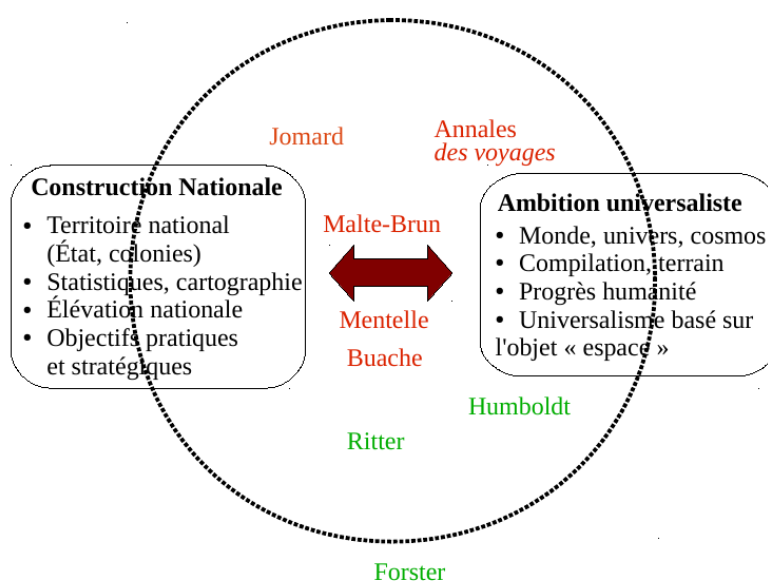 Jomard
Annales
des voyages
Construction Nationale
• Territoire national
(État, colonies)
• Statistiques, cartographie
• Élévation nationale
• Objectifs pratiques
et stratégiques
Malte-Brun
Mentelle
Buache
Ambition universaliste
• Monde, univers, cosmos
• Compilation, terrain
• Progrès humanité
• Universalisme basé sur
l'objet « espace »
Humboldt
Ritter
Forster